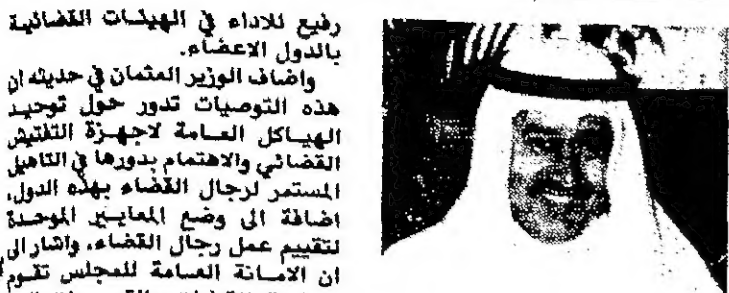 رفيع للاداء في الهيئات القضائية
بالدول الاعضاء.
واضاف الوزير العثمان في حديثه ان
هذه التوصيات تدور حول توحيد
الهياكل العامة لاجهزة التفتيش
القضائي والاهتمام بدورها في التاهيل
المستمر لرجال القضاء بهذه الدول،
اضافة الى وضع المعايير الموحدة
لتقييم عمل رجال القضاء، واشار الى
ان الامانة العامة للمجلس تقوم